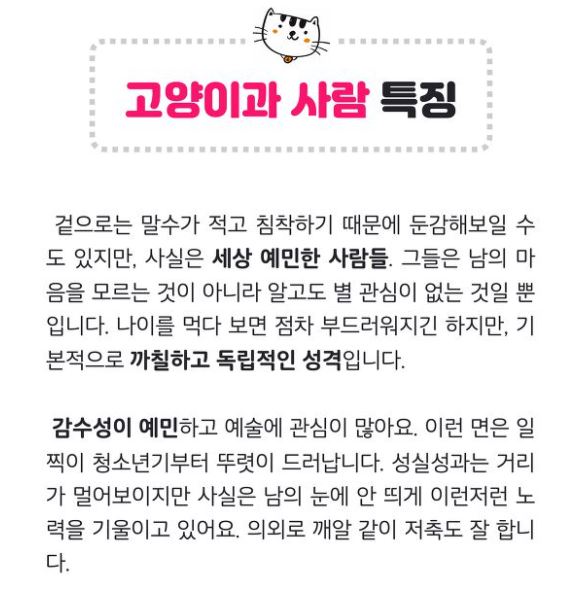 고양이과 사람 특징
겉으로는 말수가 적고 침착하기 때문에 둔감해보일 수
도 있지만, 사실은 세상 예민한 사람들. 그들은 남의 마
음을 모르는 것이 아니라 알고도 별 관심이 없는 것일 뿐
입니다. 나이를 먹다 보면 점차 부드러워지긴 하지만, 기
본적으로 까칠하고 독립적인 성격입니다.
감수성이 예민하고 예술에 관심이 많아요. 이런 면은 일
찍이 청소년기부터 뚜렷이 드러납니다. 성실성과는 거리
가 멀어보이지만 사실은 남의 눈에 안 띄게 이런저런 노
력을 기울이고 있어요. 의외로 깨알 같이 저축도 잘 합니
다.